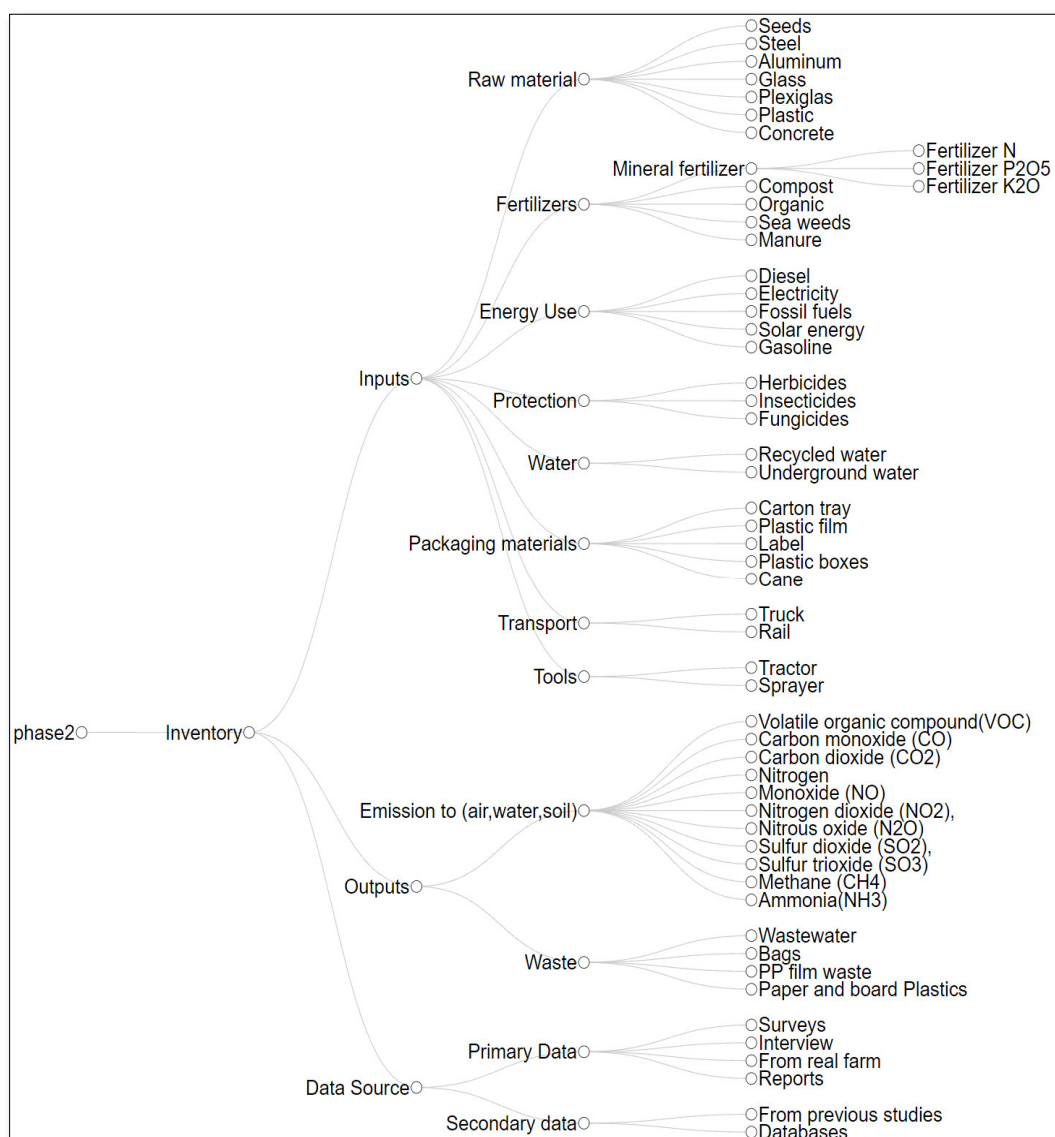 Seeds
Steel
Aluminum
Raw material
Glass
Plexiglas
Plastic
Concrete
Fertilizer N
Mineral fertilizer
Fertilizer P2O5
Fertilizer K2O
Compost
Fertilizers
Organic
Sea weeds
Manure
Diesel
Electricity
Energy Use
Fossil fuels
Solar energy
Gasoline
Inputs
Herbicides
Protection
Insecticides
Fungicides
Recycled water
Water
Underground water
Carton tray
Plastic film
Packaging materials
Label
Plastic boxes
Cane
Truck
Transport
Rail
Tractor
Tools
Sprayer
phase2
Inventory
Volatile organic compound(VOC)
Carbon monoxide (CO)
Carbon dioxide (CO2)
Nitrogen
Monoxide (NO)
Emission to (air,water,soil)
Nitrogen dioxide (NO2),
Nitrous oxide (N2O)
Sulfur dioxide (SO2),
Sulfur trioxide (SO3)
Methane (CH4)
Outputs
Ammonia(NH3)
Wastewater
Bags
Waste
PP film waste
Paper and board Plastics
Surveys
Interview
Primary Data
From real farm
Reports
Data Source
From previous studies
Secondary data
Databases